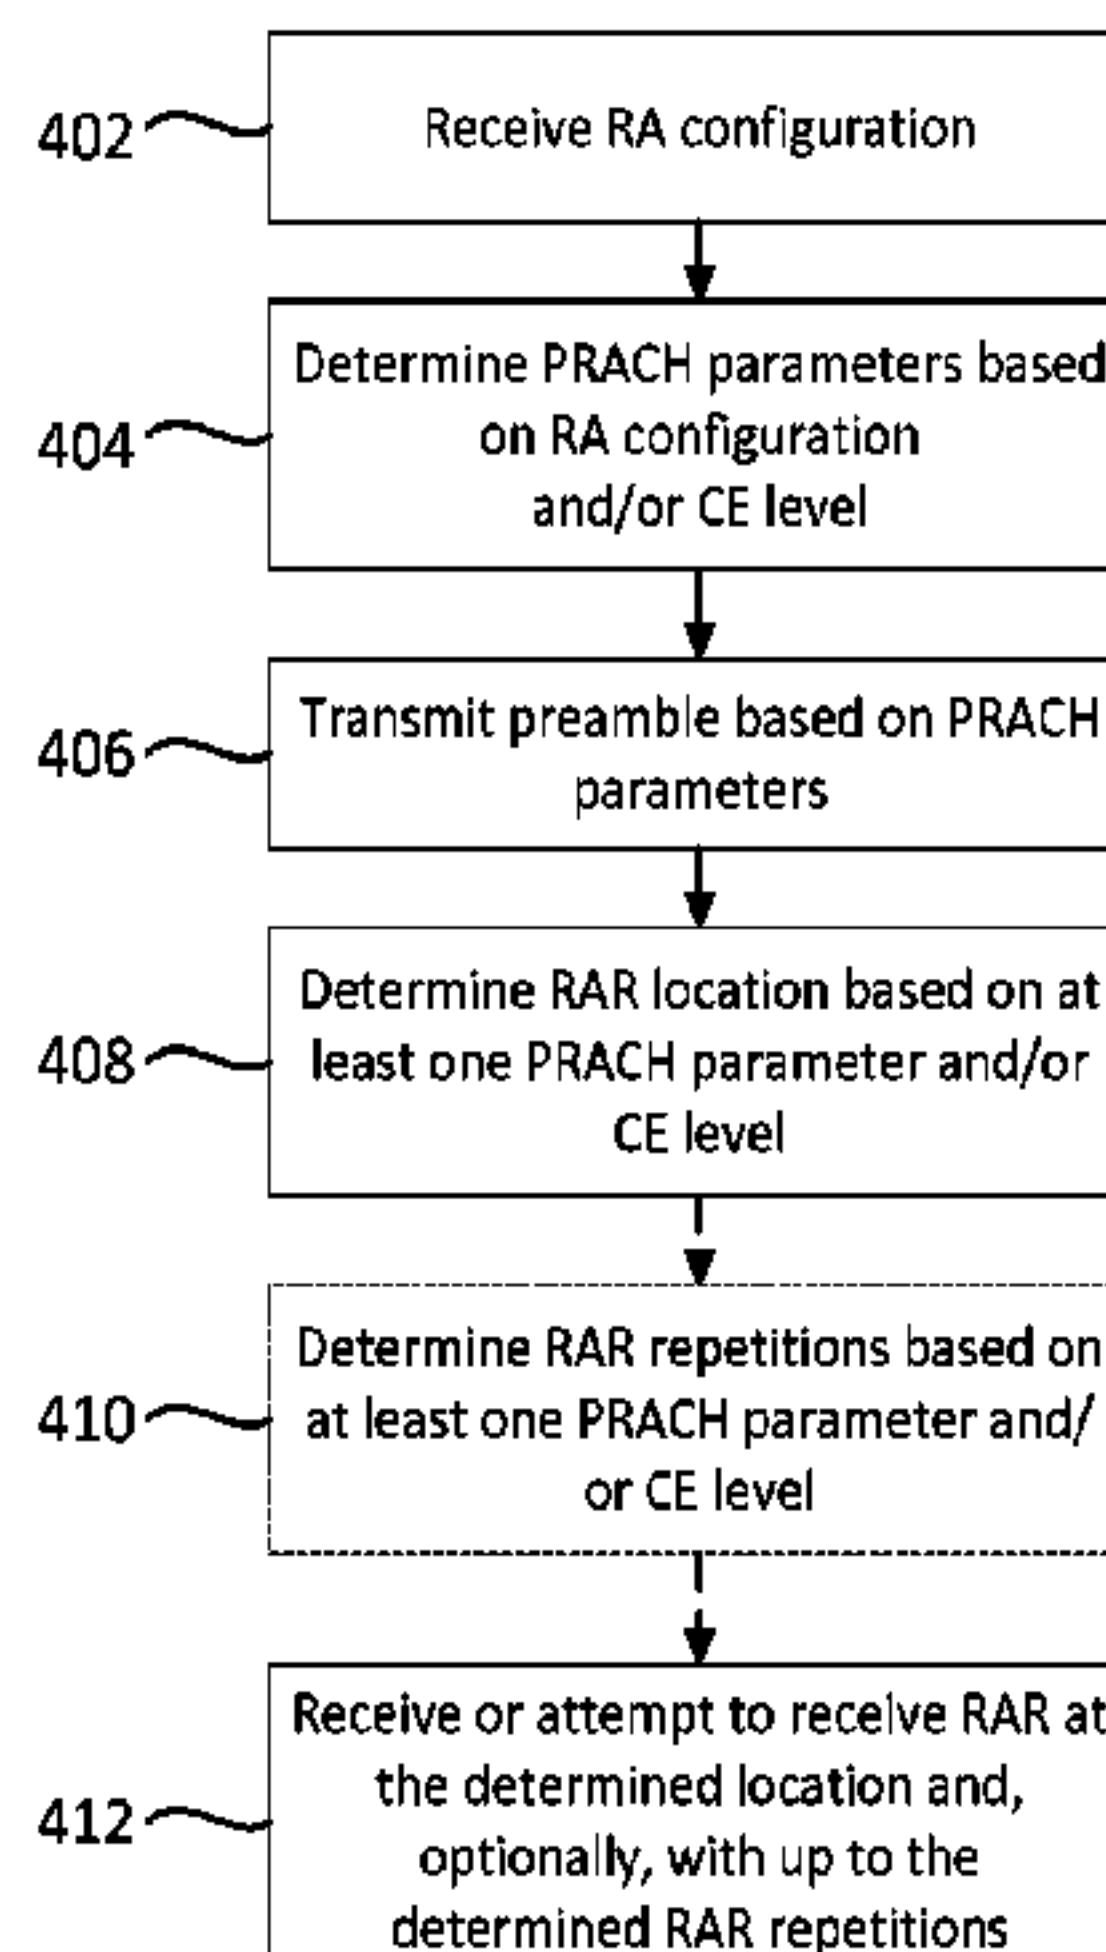 402
Receive RA configuration
404
Determine PRACH parameters based
on RA configuration
and/or CE level
406
Transmit preamble based on PRACH
parameters
408
Determine RAR location based on at
least one PRACH parameter and/or
CE level
410
Determine RAR repetitions based on
at least one PRACH parameter and/
or CE level
412
Receive or attempt to receive RAR at
the determined location and,
optionally, with up to the
determined RAR repetitions